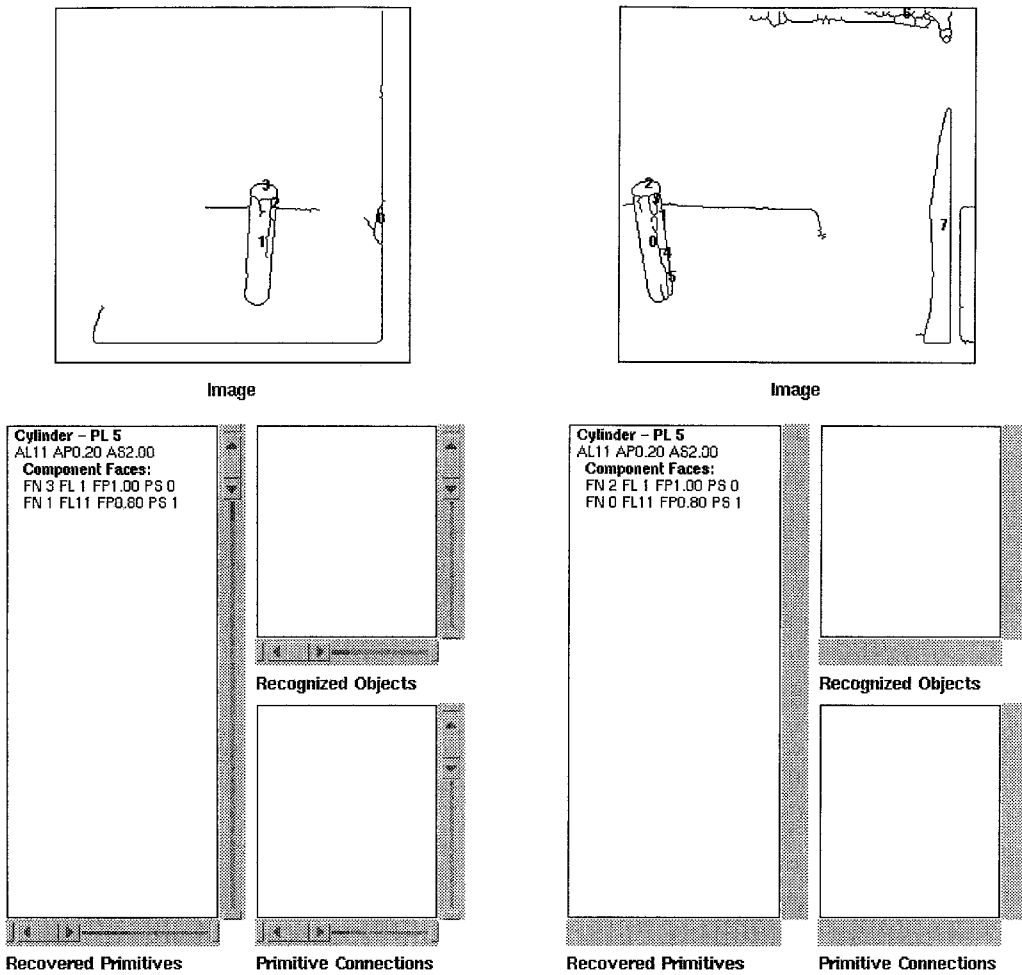 3
2
1
6
Image
6
2
3
1
0
4
5
7
Image
Cylinder – PL 5
AL11 AP0.20 AS2.00
Component Faces:
FN 3 FL 1 FP1.00 PS 0
FN 1 FL11 FP0.80 PS 1
Recognized Objects
Recovered Primitives
Primitive Connections
Cylinder – PL 5
AL11 AP0.20 AS2.00
Component Faces:
FN 2 FL 1 FP1.00 PS 0
FN 0 FL11 FP0.80 PS 1
Recognized Objects
Recovered Primitives
Primitive Connections